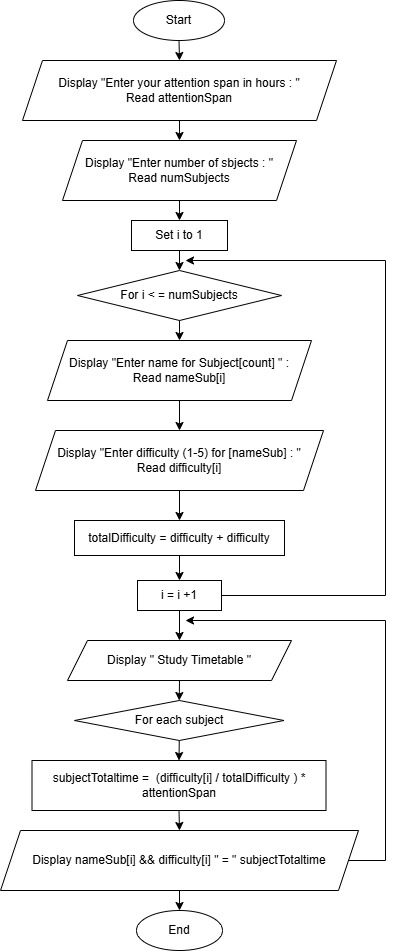 Start
Display "Enter your attention span in hours : "
Read attentionSpan
Display "Enter number of sbjects : "
Read numSubjects
Set i to 1
For i < = numSubjects
Display "Enter name for Subject[count] " :
Read nameSub[i]
Display "Enter difficulty (1-5) for [nameSub] : "
Read difficulty[i]
totalDifficulty = difficulty + difficulty
i = i +1
Display " Study Timetable "
For each subject
subjectTotaltime = (difficulty[i] / totalDifficulty ) *
attentionSpan
Display nameSub[i] && difficulty[i] " = " subjectTotaltime
End